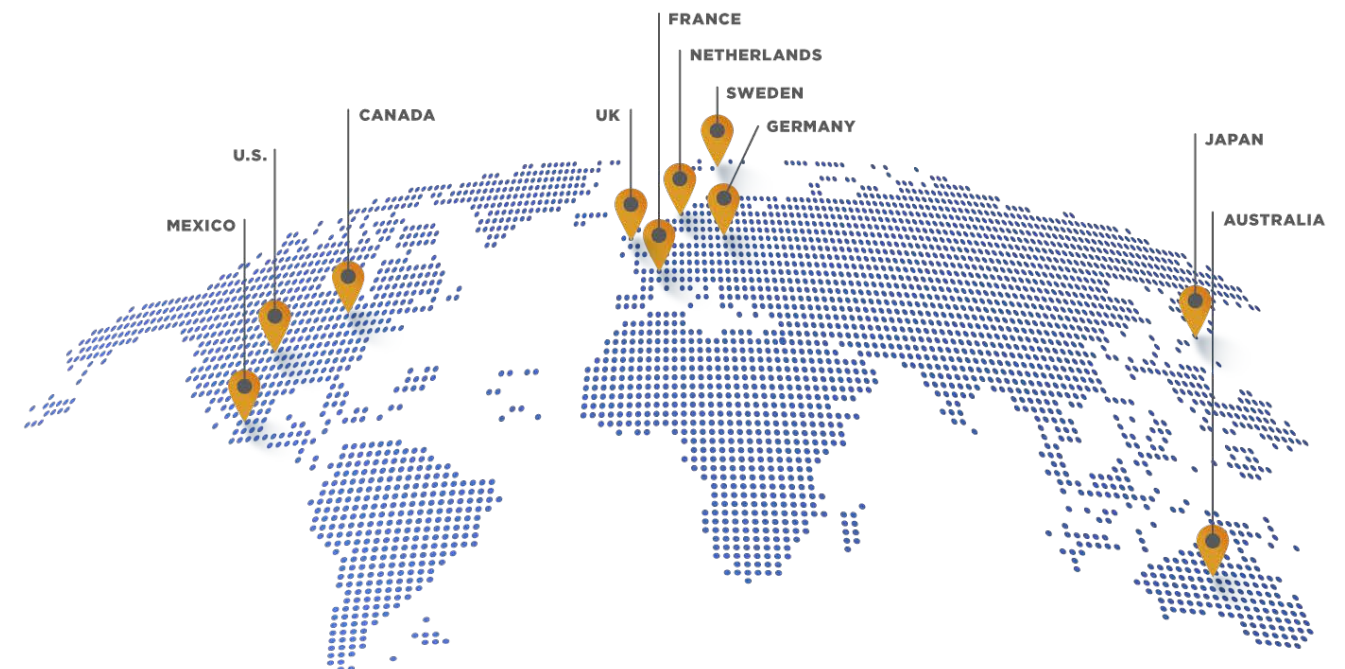 FRANCE
NETHERLANDS
SWEDEN
CANADA
UK
GERMANY
JAPAN
U.S.
AUSTRALIA
MEXICO